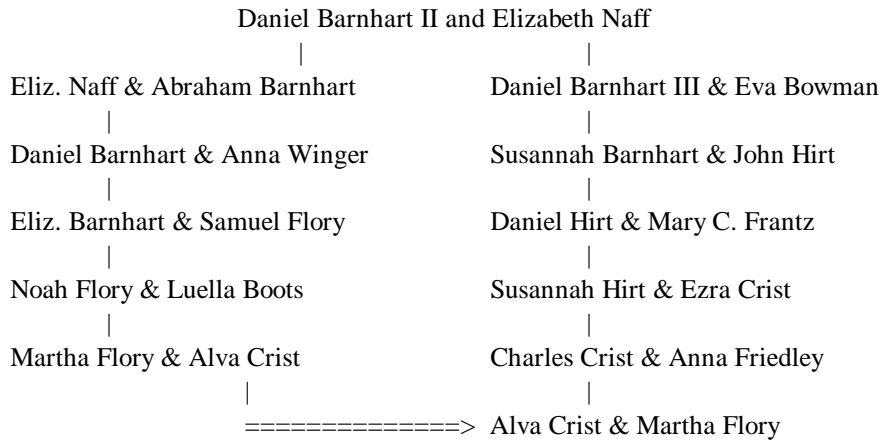 Daniel Barnhart II and Elizabeth Naff
Eliz. Naff & Abraham Barnhart Daniel Barnhart III & Eva Bowman
Daniel Barnhart & Anna Winger Susannah Barnhart & John Hirt
Eliz. Barnhart & Samuel Flory Daniel Hirt & Mary C. Frantz
Noah Flory & Luella Boots Susannah Hirt & Ezra Crist
Martha Flory & Alva Crist Charles Crist & Anna Friedley
==============> Alva Crist & Martha Flory